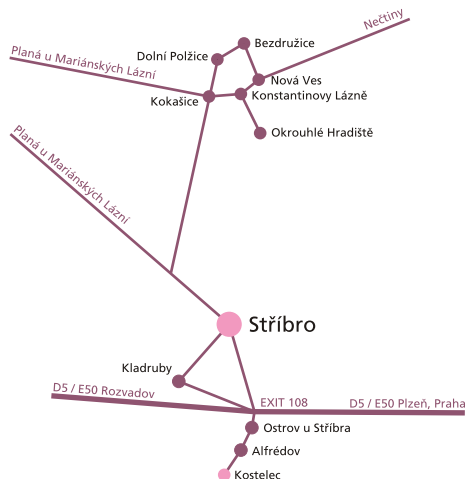 Nečtiny
Bezdružice
Dolní Polžice
Planá u Mariánských Lázní
Nová Ves
Konstantinovy Lázně
Kokašice
Okrouhlé Hradiště
Planá u Mariánských Lázní
Stříbro
Kladruby
D5 / E50 Rozvadov
EXIT 108
D5 / E50 Plzeň, Praha
Ostrov u Stříbra
Alfrédov
Kostelec